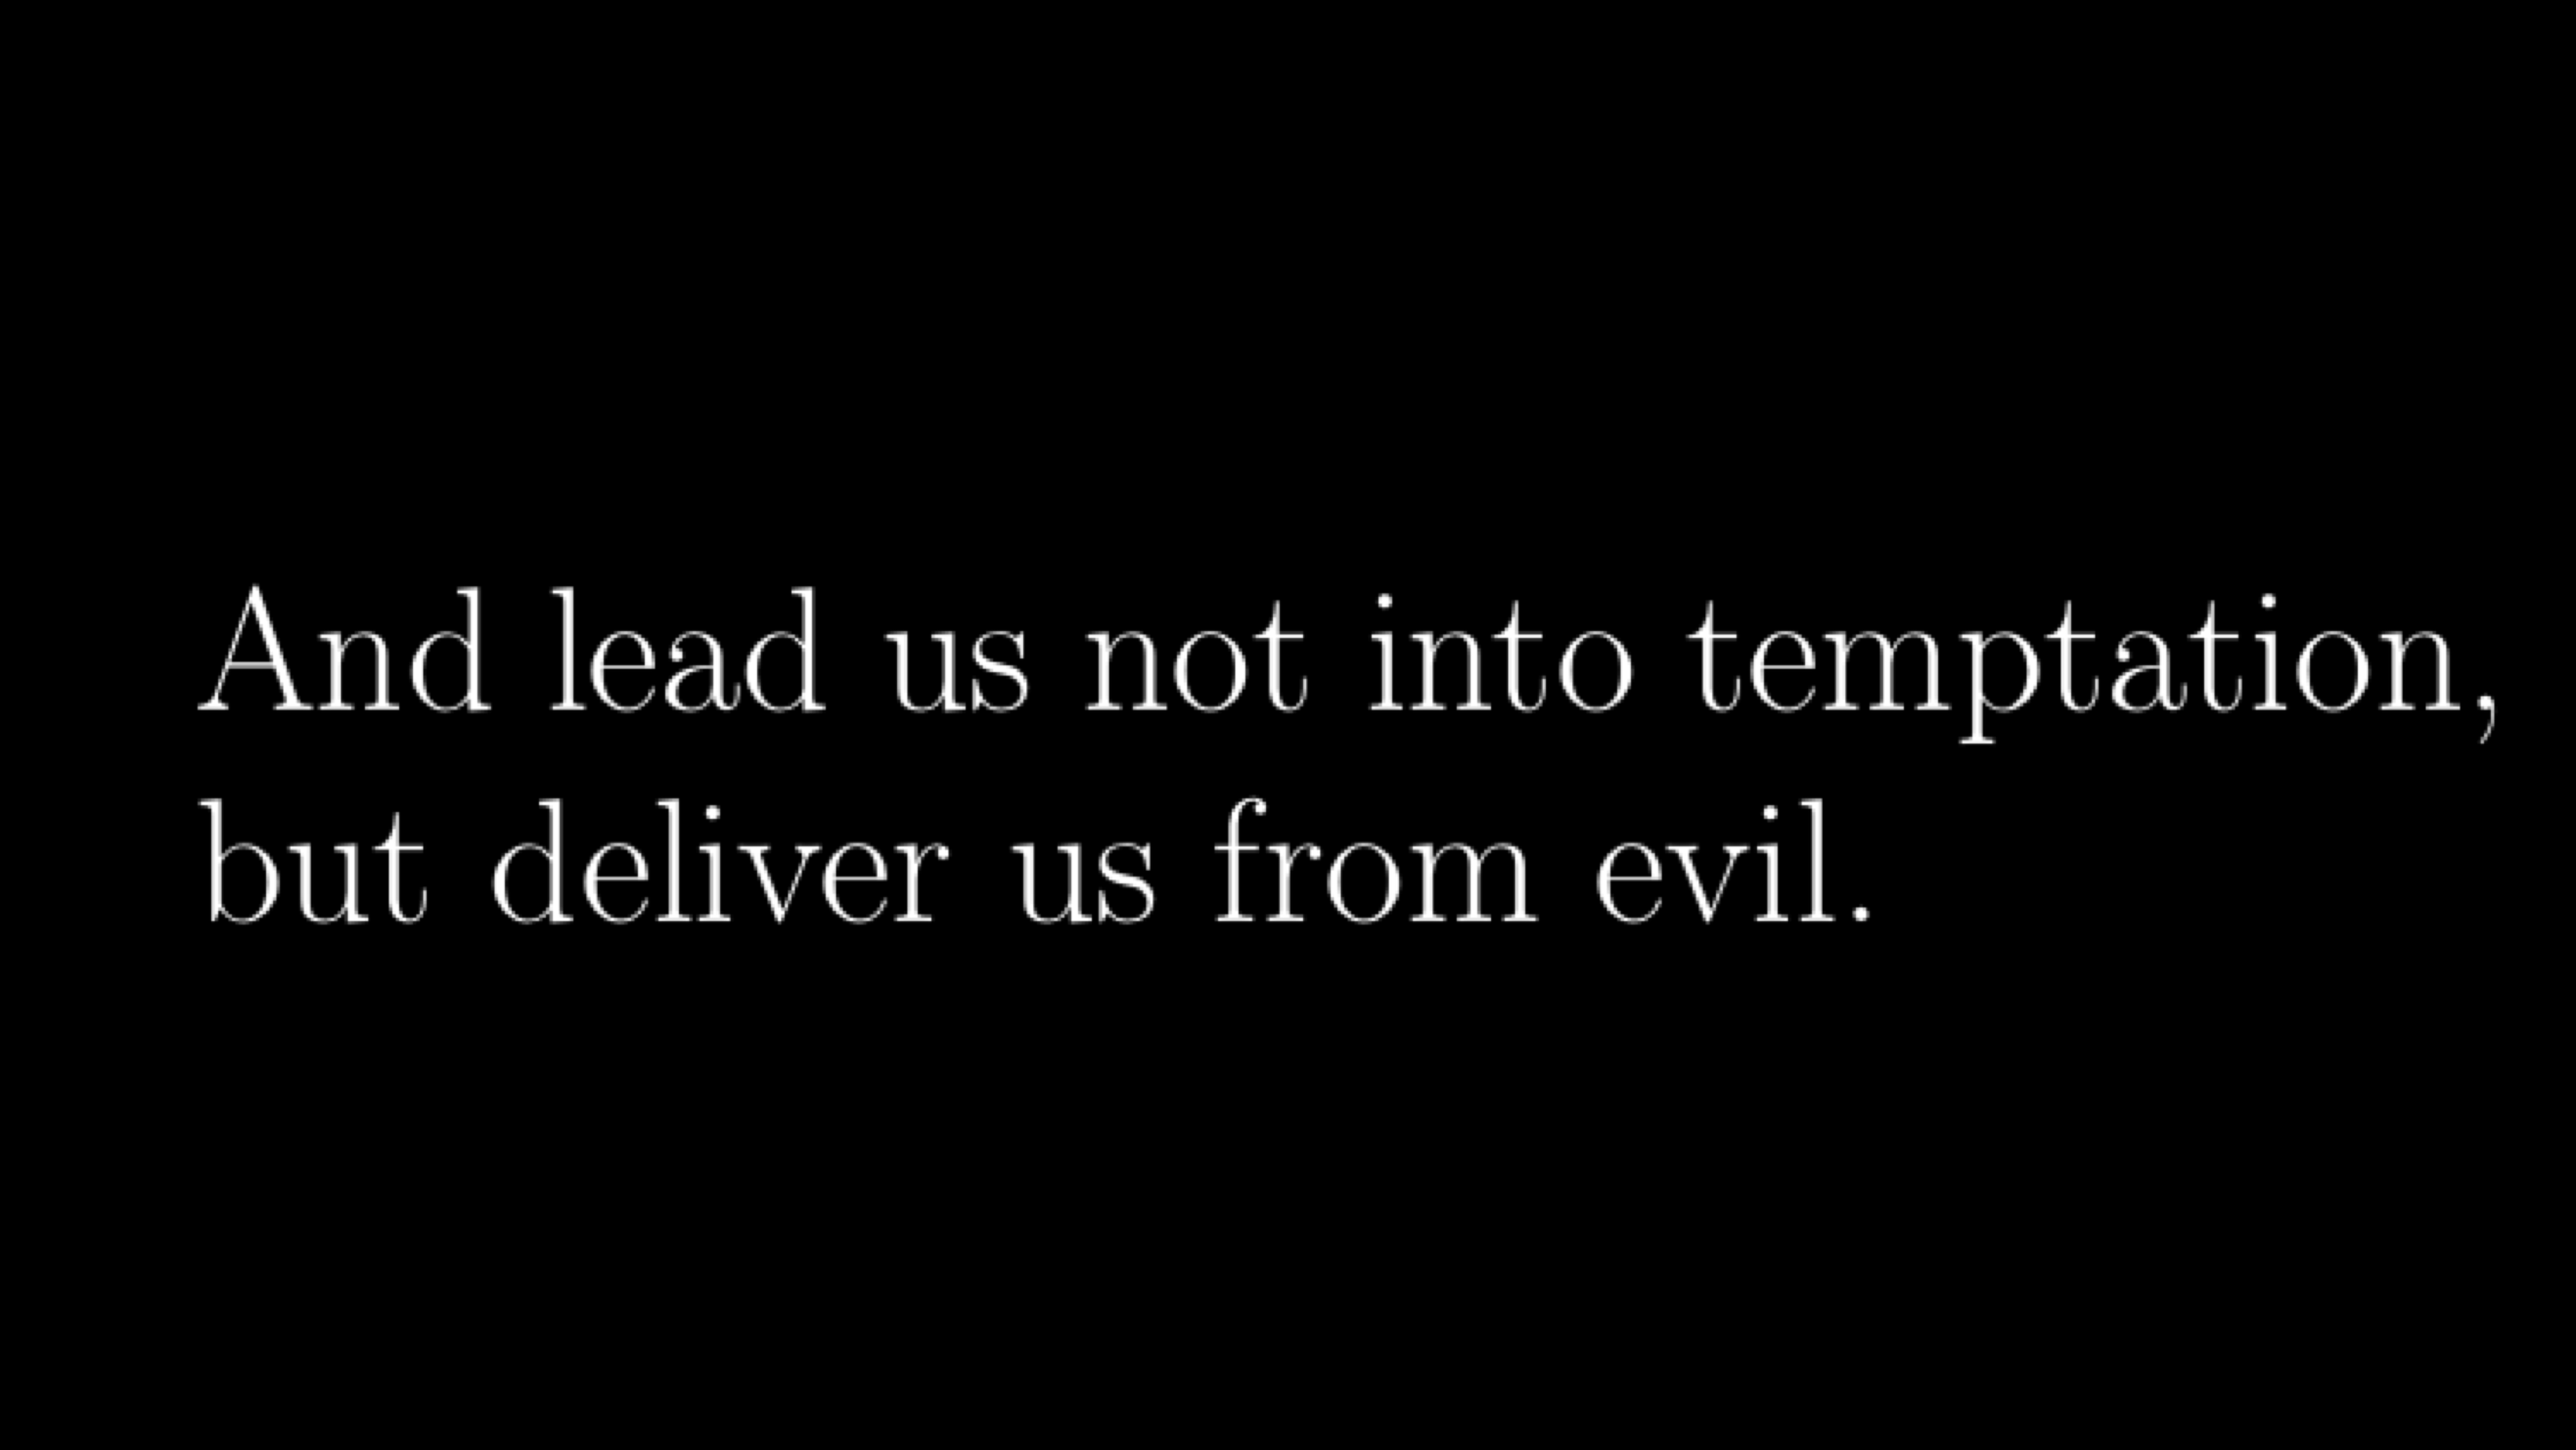 And lead us not into temptation,
but deliver us from evil.